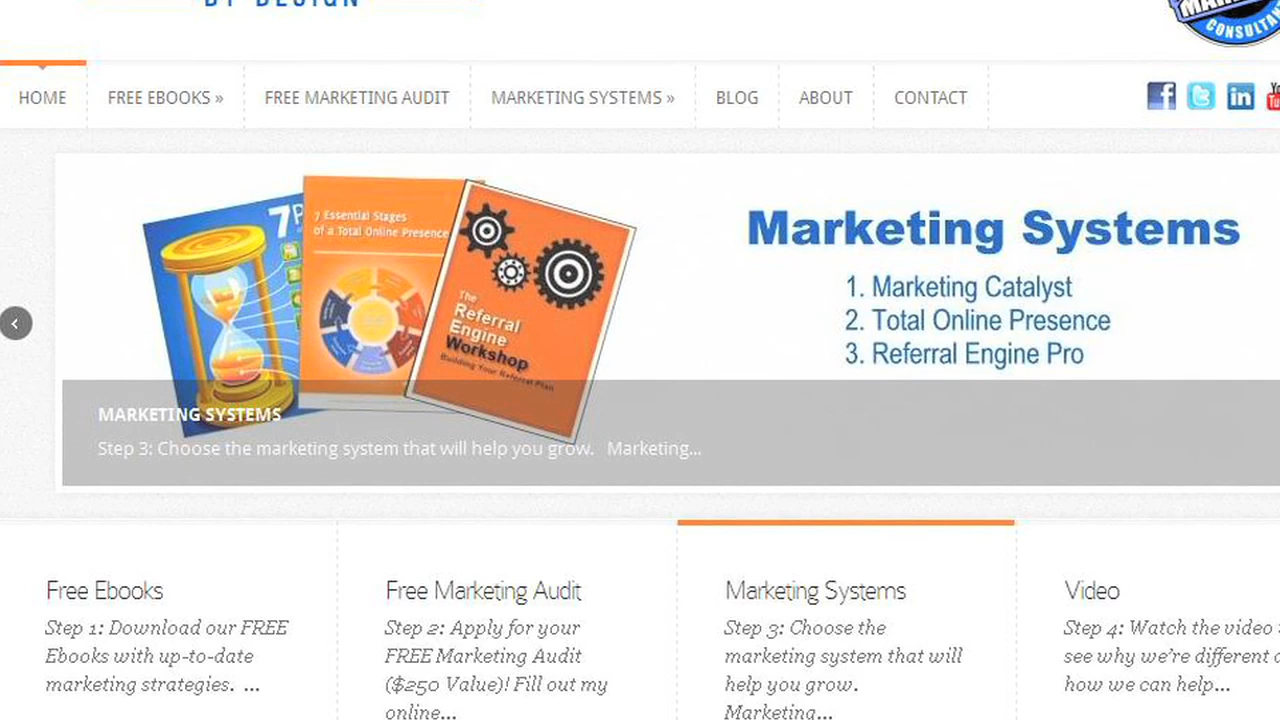 BY DESIGN
CONSULTA
HOME
FREE EBOOKS »
FREE MARKETING AUDIT
MARKETING SYSTEMS »
BLOG
ABOUT
CONTACT
7
7 Essential Stages
of a Total Online Presence
The
Referral
Engine
Workshop
Building Your Referral Plan
Marketing Systems
1. Marketing Catalyst
2. Total Online Presence
3. Referral Engine Pro
MARKETING SYSTEMS
Step 3: Choose the marketing system that will help you grow. Marketing...
Free Ebooks
Step 1: Download our FREE
Ebooks with up-to-date
marketing strategies. ...
Free Marketing Audit
Step 2: Apply for your
FREE Marketing Audit
($250 Value)! Fill out my
online...
Marketing Systems
Step 3: Choose the
marketing system that will
help you grow.
Marketing...
Video
Step 4: Watch the video
see why we're different
how we can help...